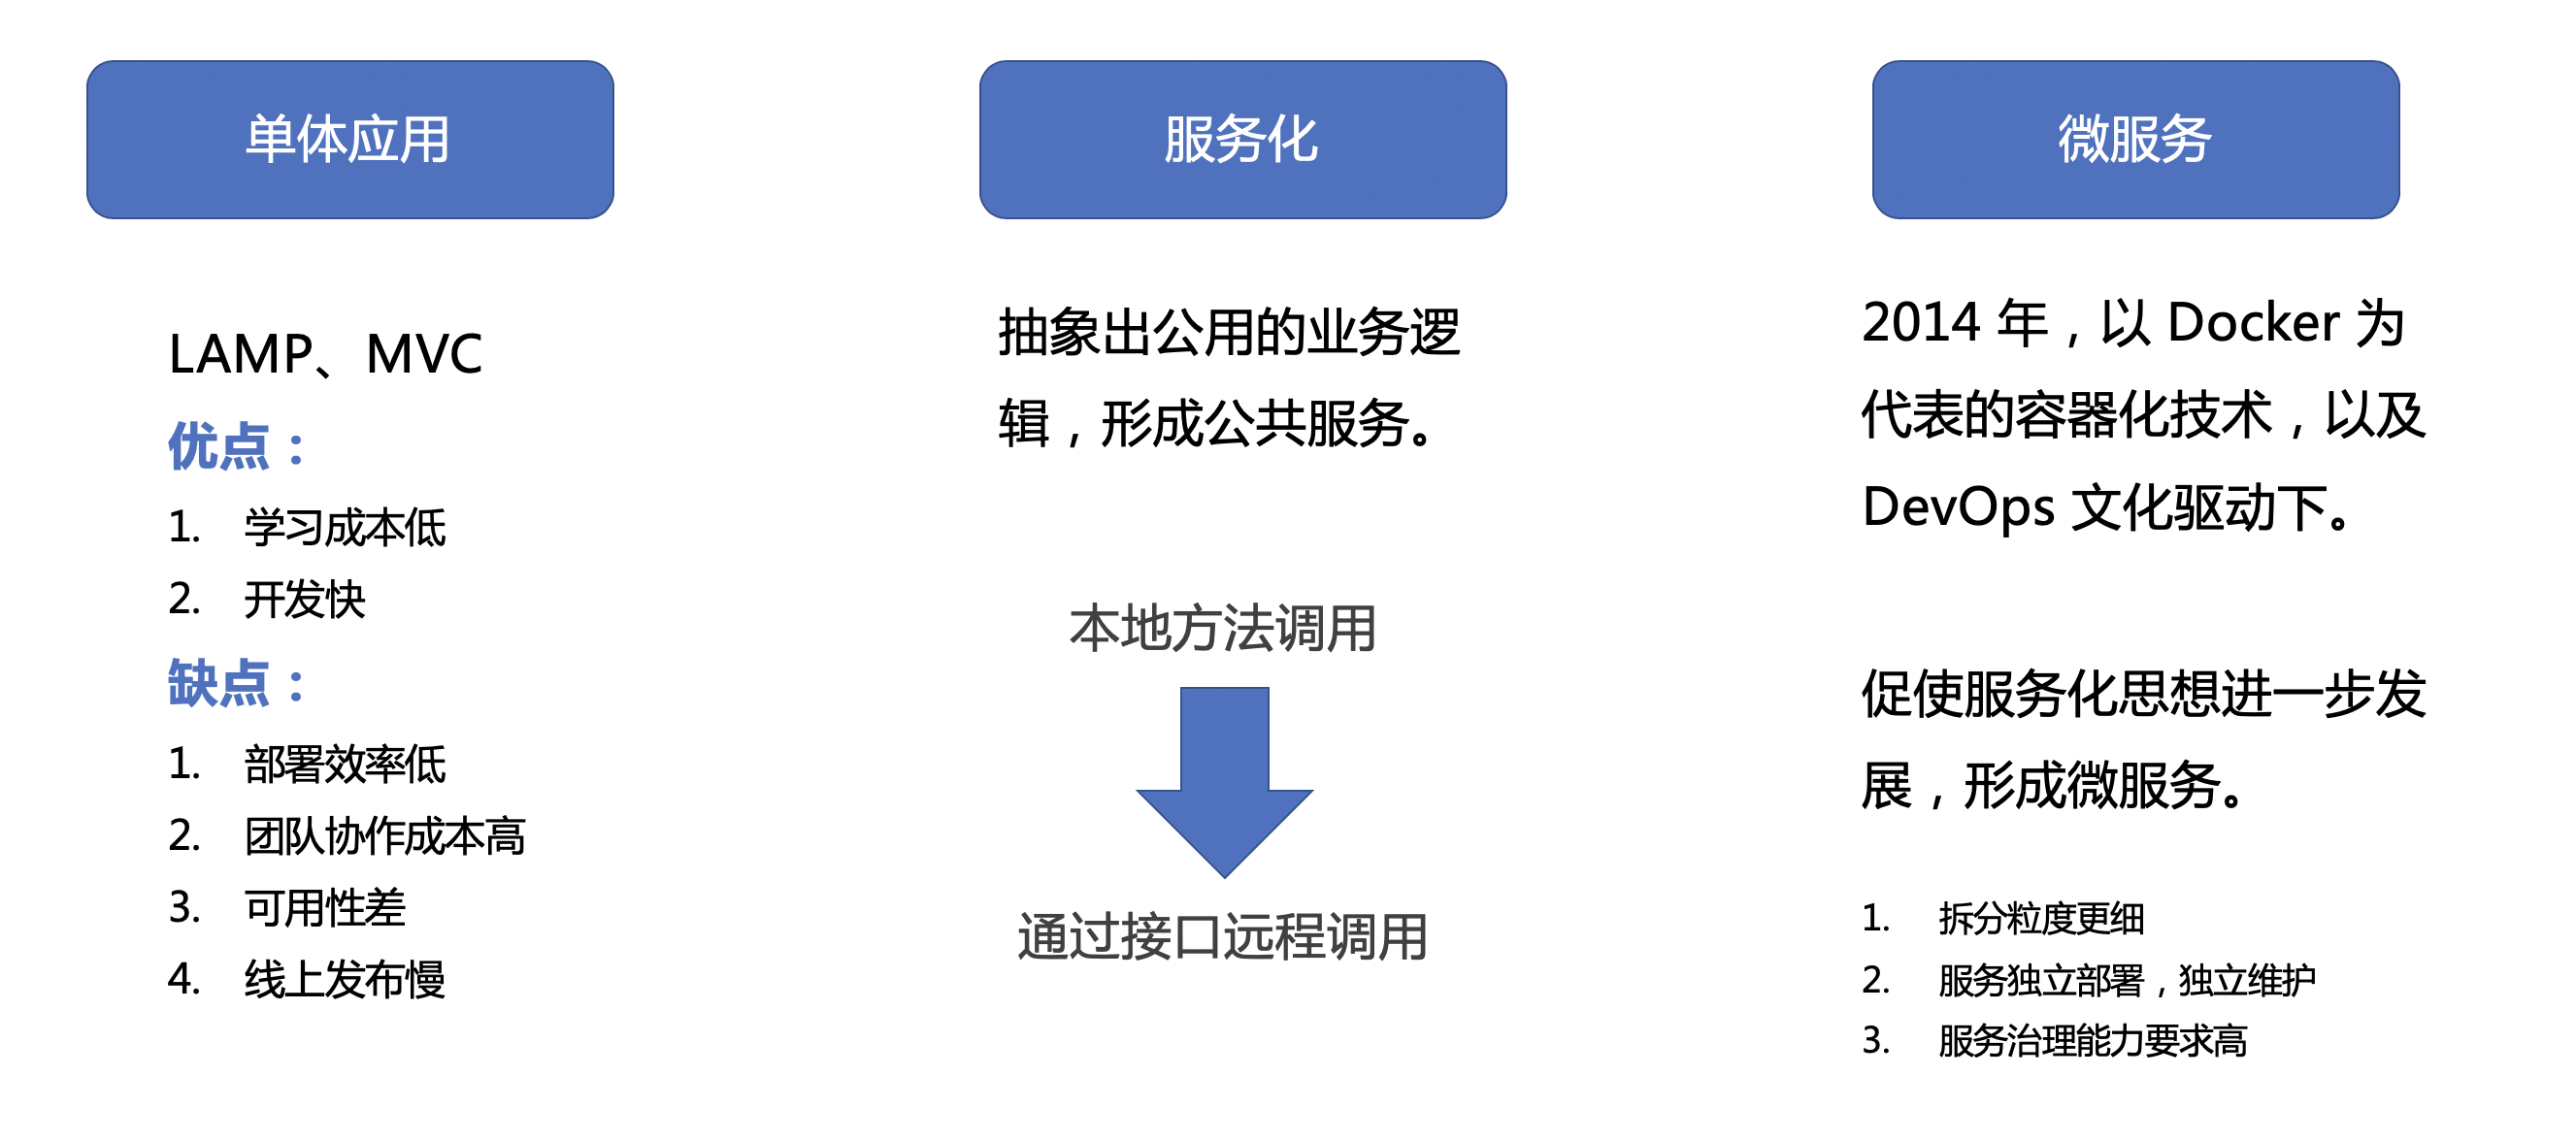 单体应用
LAMP、MVC
优点：
1. 学习成本低
2. 开发快
缺点：
1. 部署效率低
2. 团队协作成本高
3. 可用性差
4. 线上发布慢
服务化
抽象出公用的业务逻
辑，形成公共服务。
本地方法调用
通过接口远程调用
微服务
2014 年，以 Docker 为
代表的容器化技术，以及
DevOps 文化驱动下。
促使服务化思想进一步发
展，形成微服务。
1. 拆分粒度更细
2. 服务独立部署，独立维护
3. 服务治理能力要求高